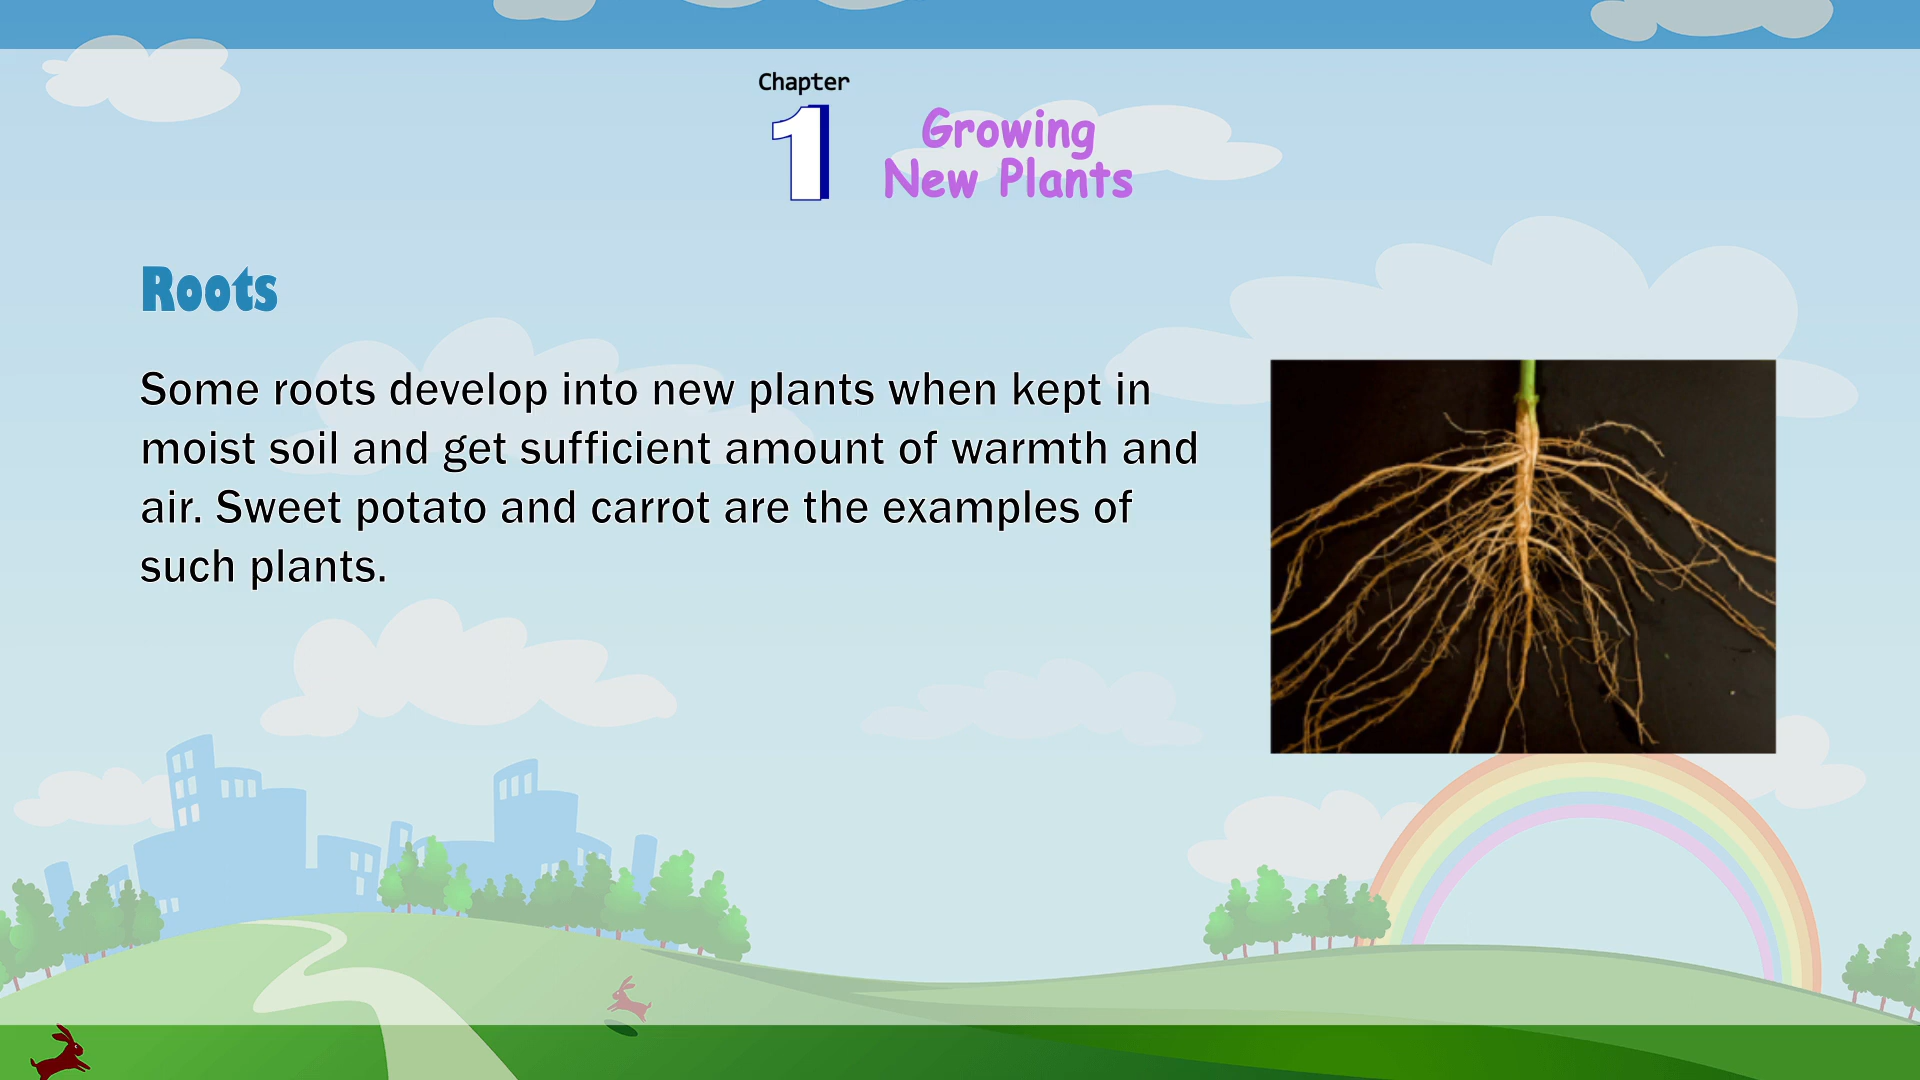 Chapter
1
Growing
New Plants
Roots
Some roots develop into new plants when kept in
moist soil and get sufficient amount of warmth and
air. Sweet potato and carrot are the examples of
such plants.